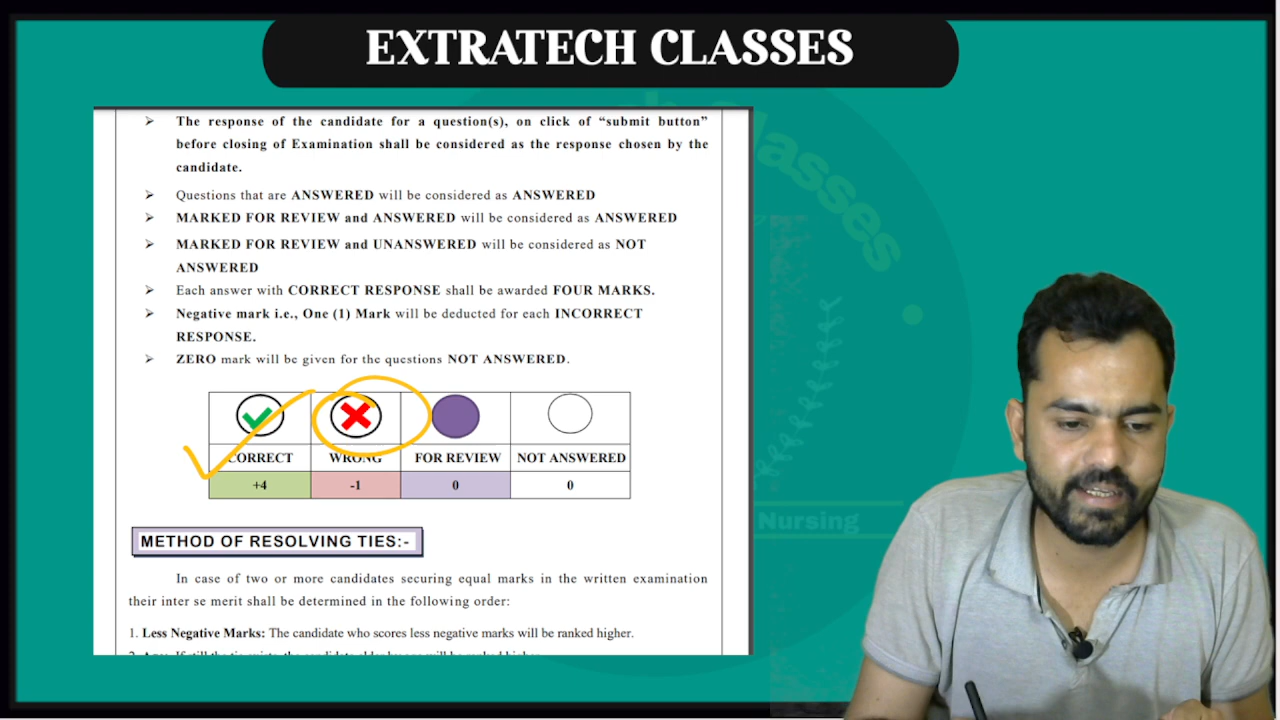 EXTRATECH CLASSES
➢ The response of the candidate for a question(s), on click of “submit button”
before closing of Examination shall be considered as the response chosen by the
candidate.
➢ Questions that are ANSWERED will be considered as ANSWERED
➢ MARKED FOR REVIEW and ANSWERED will be considered as ANSWERED
➢ MARKED FOR REVIEW and UNANSWERED will be considered as NOT
ANSWERED
➢ Each answer with CORRECT RESPONSE shall be awarded FOUR MARKS.
➢ Negative mark i.e., One (1) Mark will be deducted for each INCORRECT
RESPONSE.
➢ ZERO mark will be given for the questions NOT ANSWERED.
CORRECT WRONG FOR REVIEW NOT ANSWERED
+4 -1 0 0
METHOD OF RESOLVING TIES:-
In case of two or more candidates securing equal marks in the written examination
their inter se merit shall be determined in the following order:
1. Less Negative Marks: The candidate who scores less negative marks will be ranked higher.
Classes
Nursing